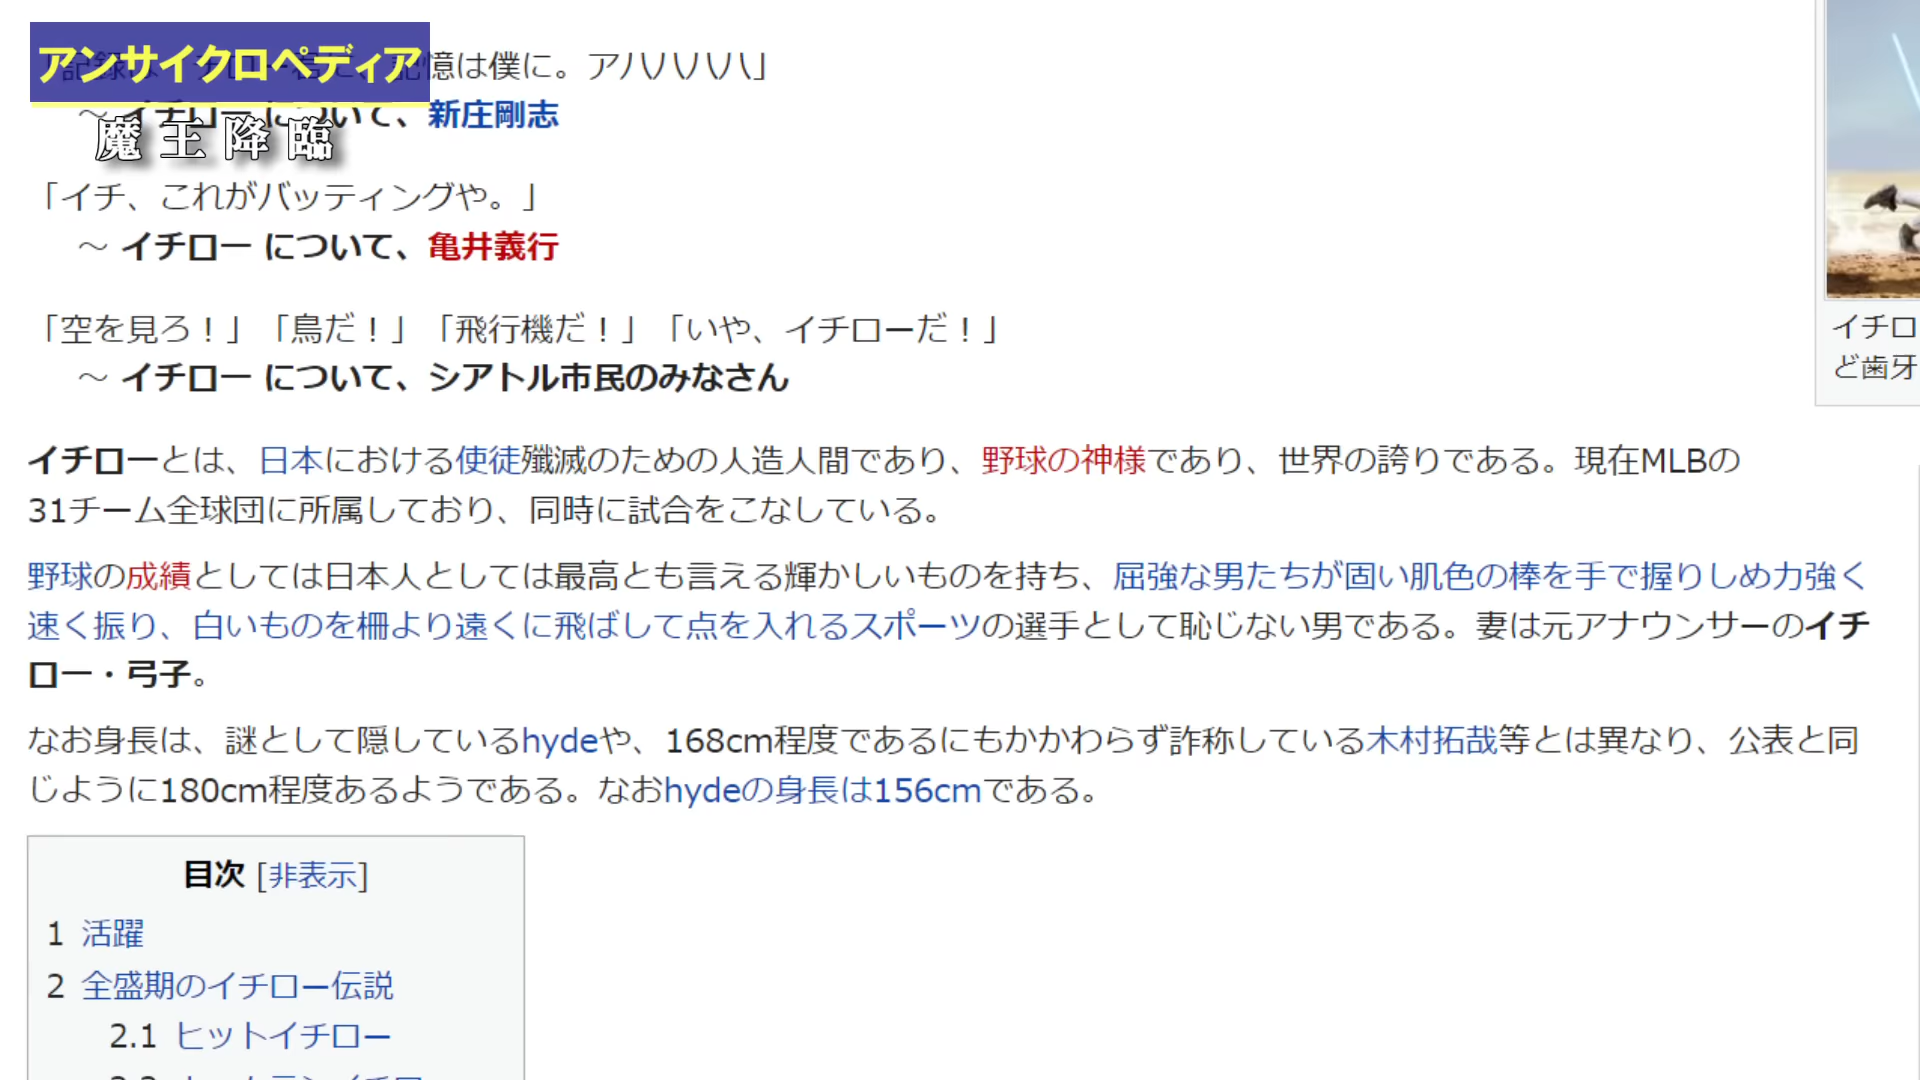 アンサイクロペディア
記憶は僕に。アハハハハ」
～ イチロー について、新庄剛志
魔王降臨
「イチ、これがバッティングや。」
～ イチロー について、亀井義行
「空を見ろ！」「鳥だ！」「飛行機だ！」「いや、イチローだ！」
～ イチロー について、シアトル市民のみなさん
イチロ
ど歯牙
イチローとは、日本における使徒殲滅のための人造人間であり、野球の神様であり、世界の誇りである。現在MLBの
31チーム全球団に所属しており、同時に試合をこなしている。
野球の成績としては日本人としては最高とも言える輝かしいものを持ち、屈強な男たちが固い肌色の棒を手で握りしめ力強く
速く振り、白いものを柵より遠くに飛ばして点を入れるスポーツの選手として恥じない男である。妻は元アナウンサーのイチ
ロー・弓子。
なお身長は、謎として隠しているhydeや、168cm程度であるにもかかわらず詐称している木村拓哉等とは異なり、公表と同
じように180cm程度あるようである。なおhydeの身長は156cmである。
目次 [非表示]
1 活躍
2 全盛期のイチロー伝説
2.1 ヒットイチロー